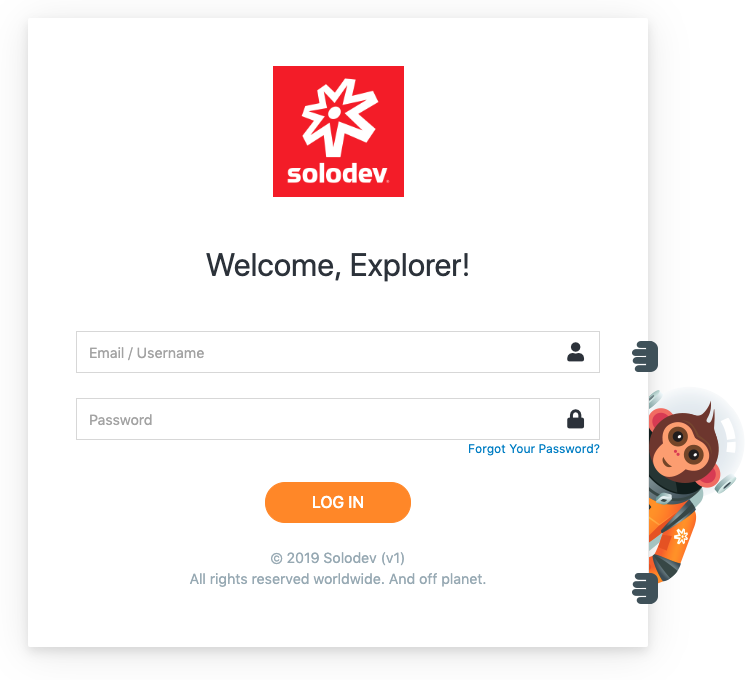 solodev
Welcome, Explorer!
Email / Username
Password
Forgot Your Password?
LOG IN
© 2019 Solodev (v1)
All rights reserved worldwide. And off planet.